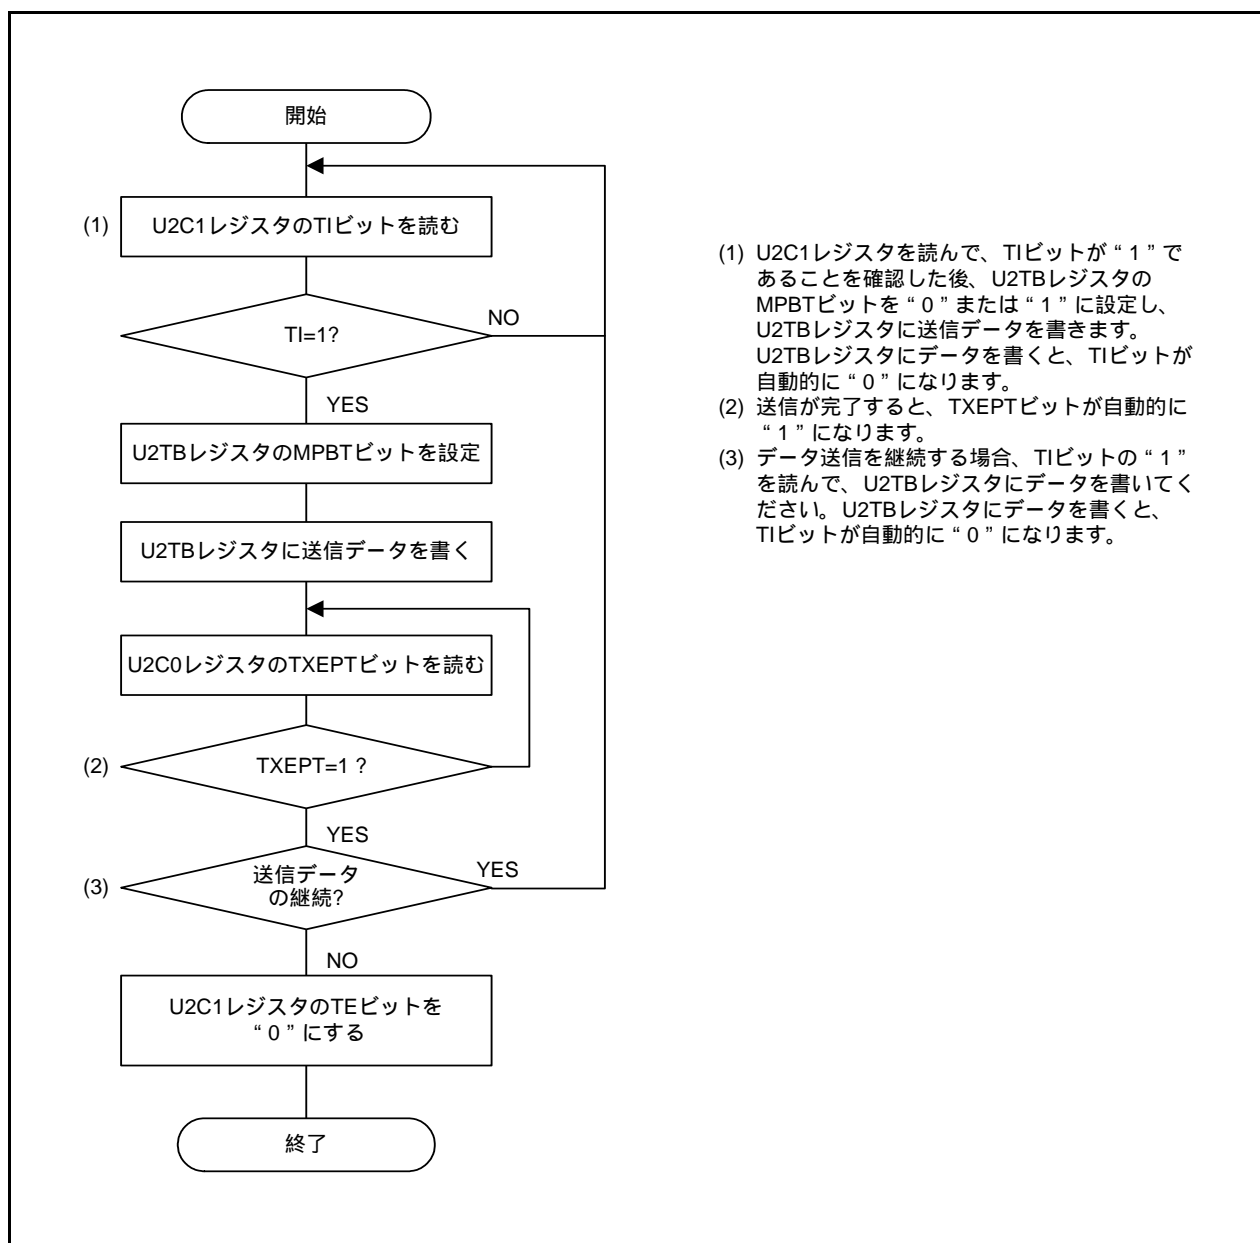 開始
(1)
U2C1レジスタのTIビットを読む
TI=1?
NO
YES
U2TBレジスタのMPBTビットを設定
U2TBレジスタに送信データを書く
U2C0レジスタのTXEPTビットを読む
(2)
TXEPT=1 ?
YES
(3)
送信データ
の継続?
YES
NO
U2C1レジスタのTEビットを
“ 0 ” にする
終了
(1) U2C1レジスタを読んで、TIビットが “ 1 ” で
あることを確認した後、U2TBレジスタの
MPBTビットを “ 0 ” または “ 1 ” に設定し、
U2TBレジスタに送信データを書きます。
U2TBレジスタにデータを書くと、TIビットが
自動的に “ 0 ” になります。
(2) 送信が完了すると、TXEPTビットが自動的に
“ 1 ” になります。
(3) データ送信を継続する場合、TIビットの “ 1 ”
を読んで、U2TBレジスタにデータを書いてく
ださい。U2TBレジスタにデータを書くと、
TIビットが自動的に “ 0 ” になります。